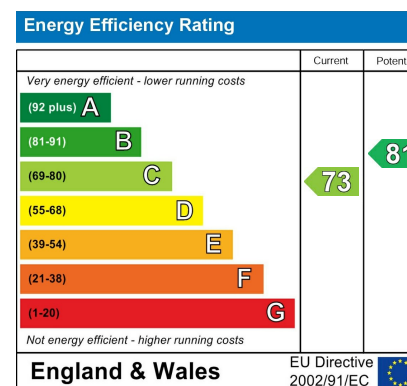 Energy Efficiency Rating
Current Potent
Very energy efficient - lower running costs
(92 plus) A
(81-91) B
81
(69-80) C
73
(55-68) D
(39-54) E
(21-38) F
(1-20) G
Not energy efficient - higher running costs
England & Wales
EU Directive
2002/91/EC